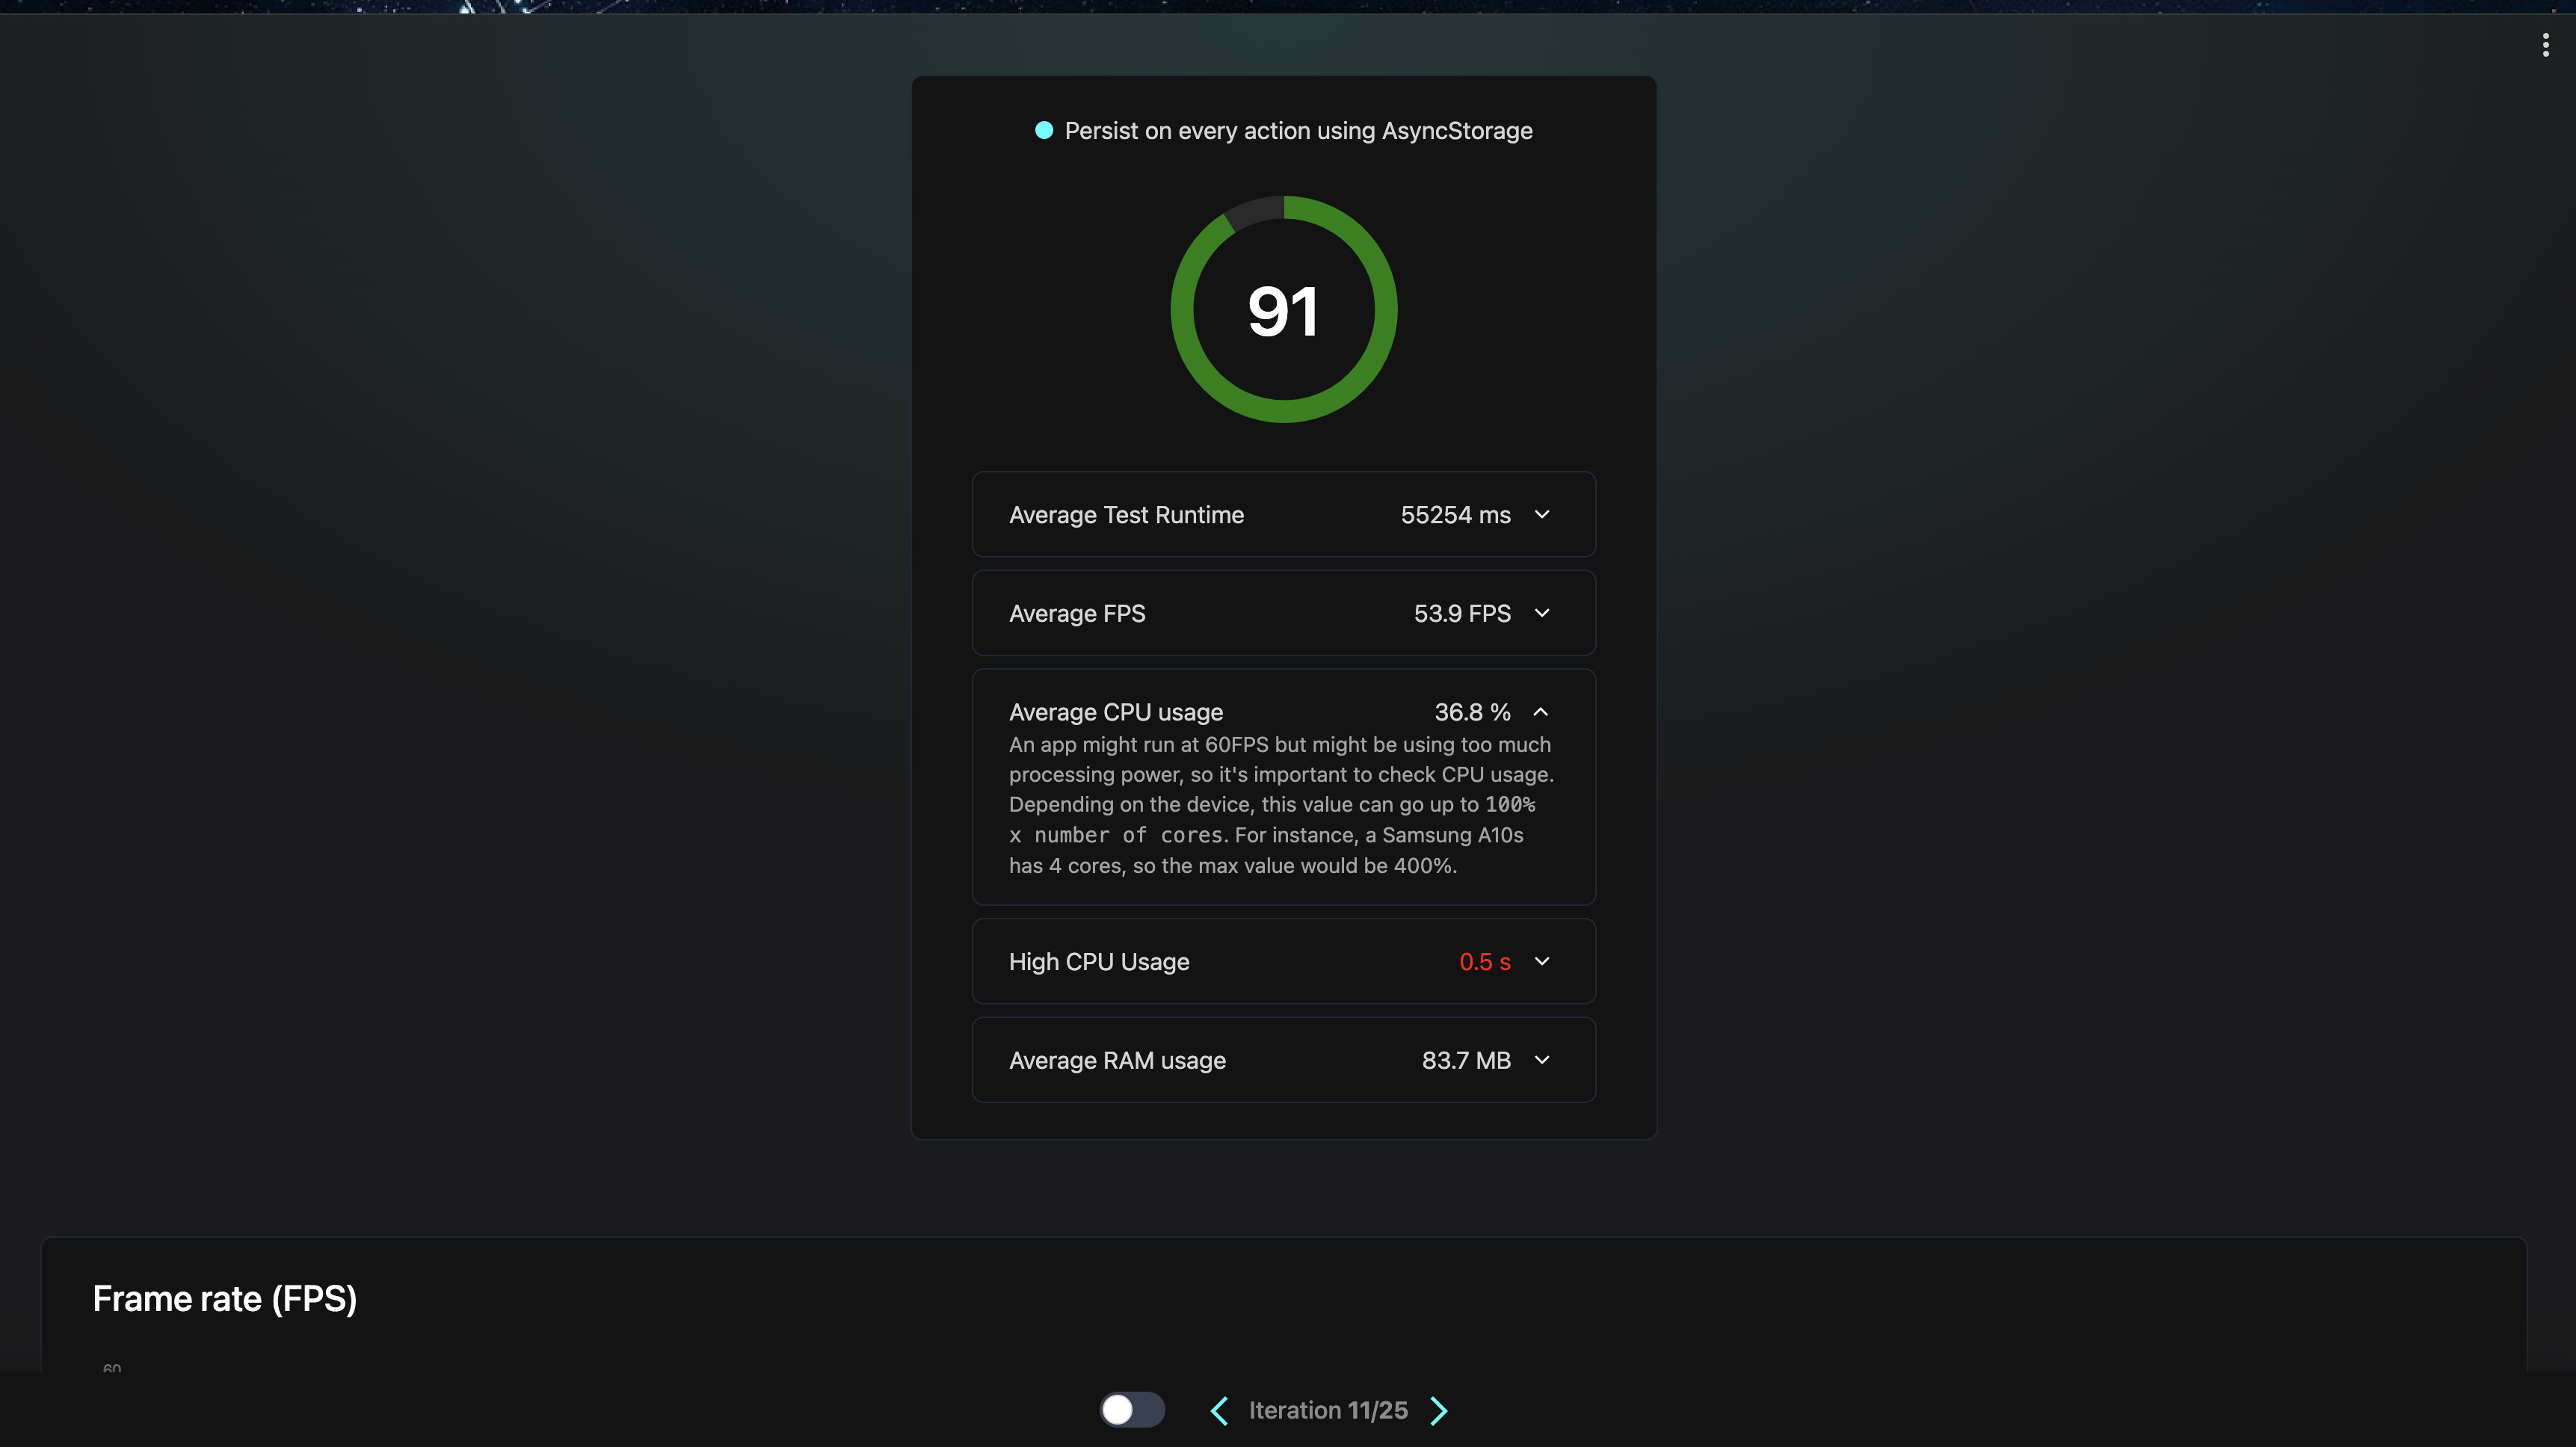 Persist on every action using AsyncStorage
91
Average Test Runtime 55254 ms
Average FPS 53.9 FPS
Average CPU usage 36.8 %
An app might run at 60FPS but might be using too much
processing power, so it's important to check CPU usage.
Depending on the device, this value can go up to 100%
x number of cores. For instance, a Samsung A10s
has 4 cores, so the max value would be 400%.
High CPU Usage 0.5 s
Average RAM usage 83.7 MB
Frame rate (FPS)
60
Iteration 11/25